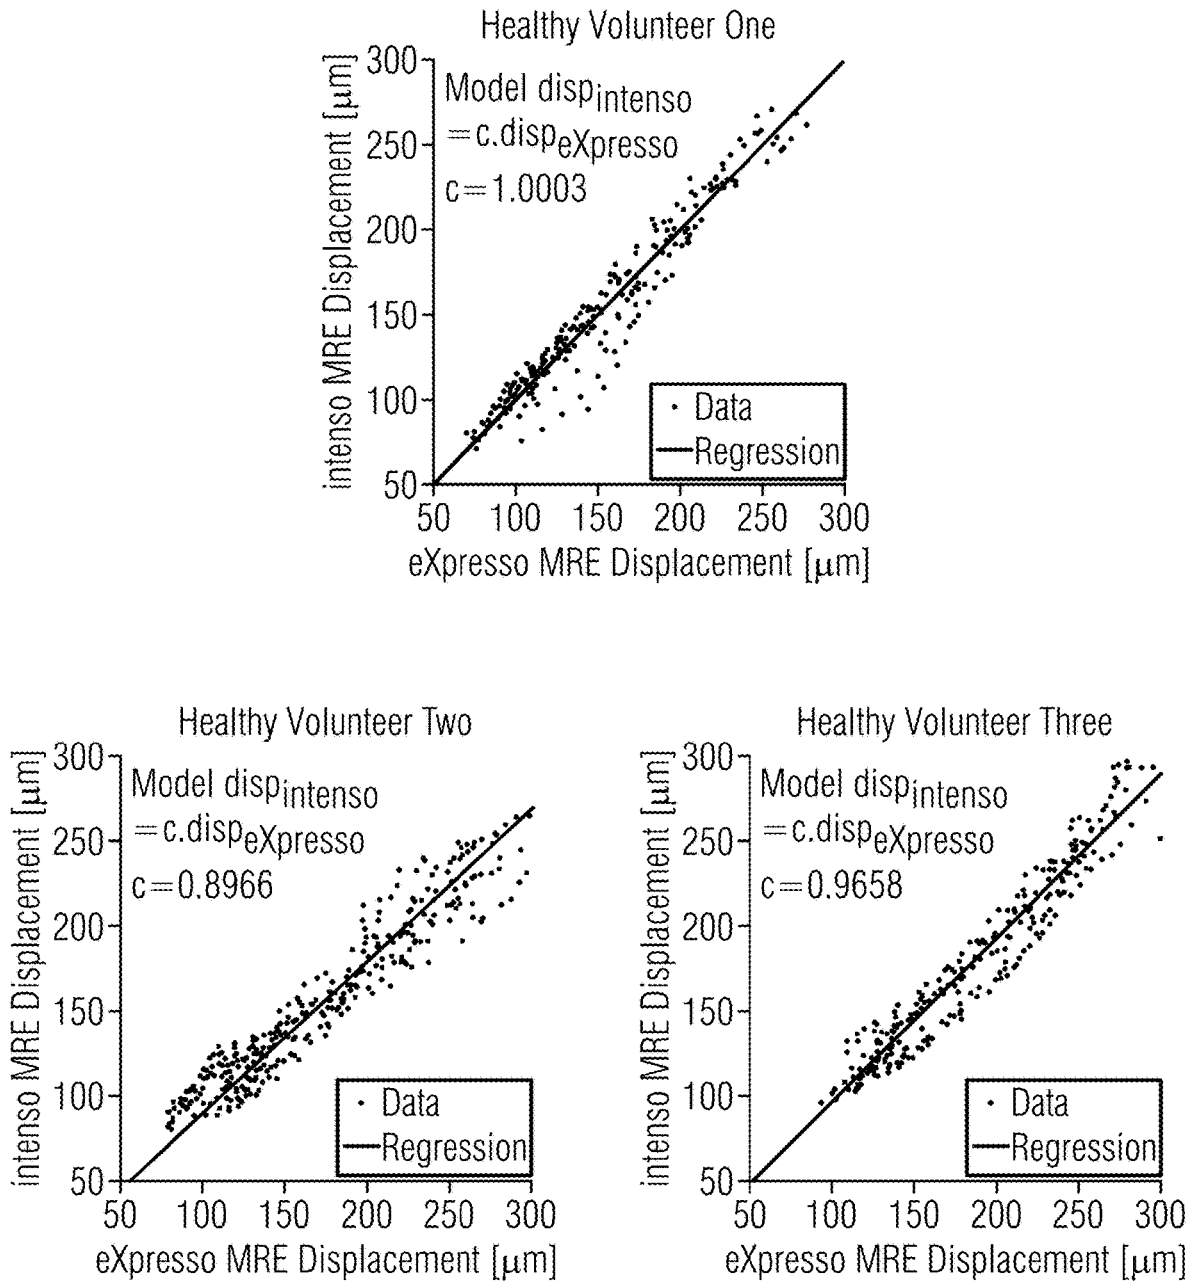 Healthy Volunteer One
intenso MRE Displacement [μm]
300
250
200
150
100
50
Model disp_intenso
=c.disp_eXpresso
c=1.0003
Data
Regression
50 100 150 200 250 300
eXpresso MRE Displacement [μm]
Healthy Volunteer Two
intenso MRE Displacement [μm]
300
250
200
150
100
50
Model disp_intenso
=c.disp_eXpresso
c=0.8966
Data
Regression
50 100 150 200 250 300
eXpresso MRE Displacement [μm]
Healthy Volunteer Three
intenso MRE Displacement [μm]
300
250
200
150
100
50
Model disp_intenso
=c.disp_eXpresso
c=0.9658
Data
Regression
50 100 150 200 250 300
eXpresso MRE Displacement [μm]